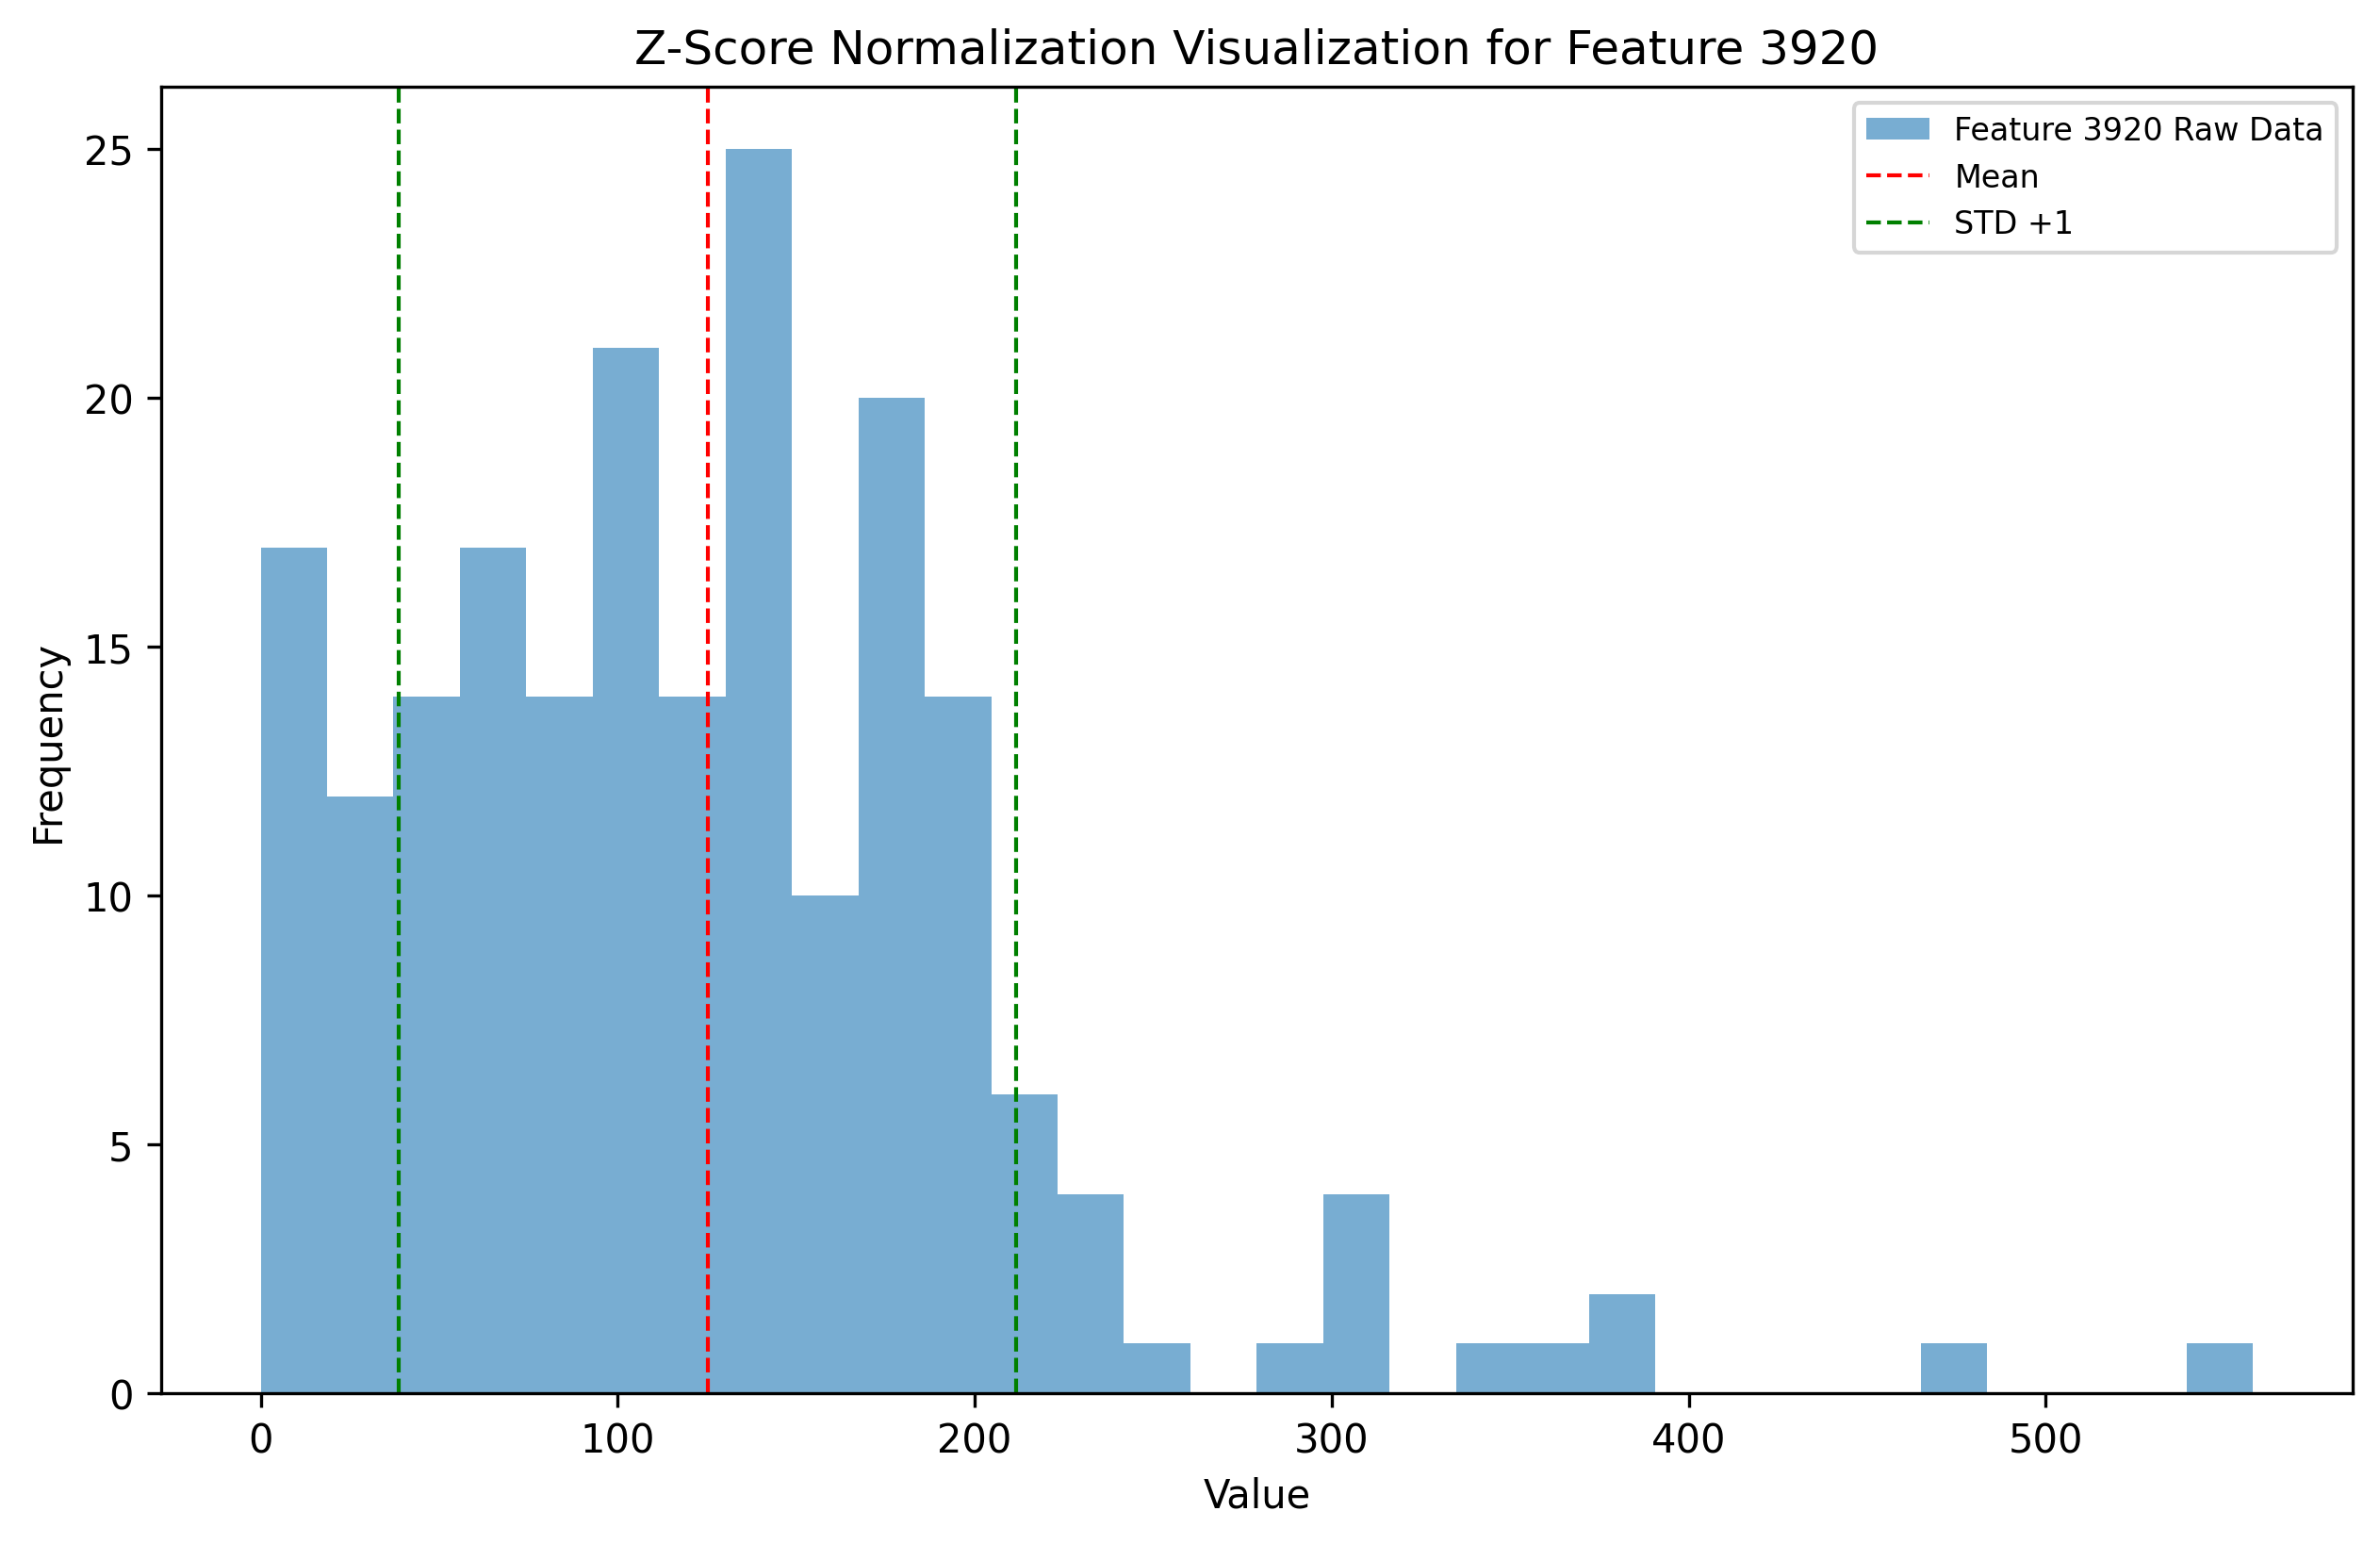 Z-Score Normalization Visualization for Feature 3920
Feature 3920 Raw Data
Mean
STD +1
25
20
15
10
5
0
Frequency
0 100 200 300 400 500
Value